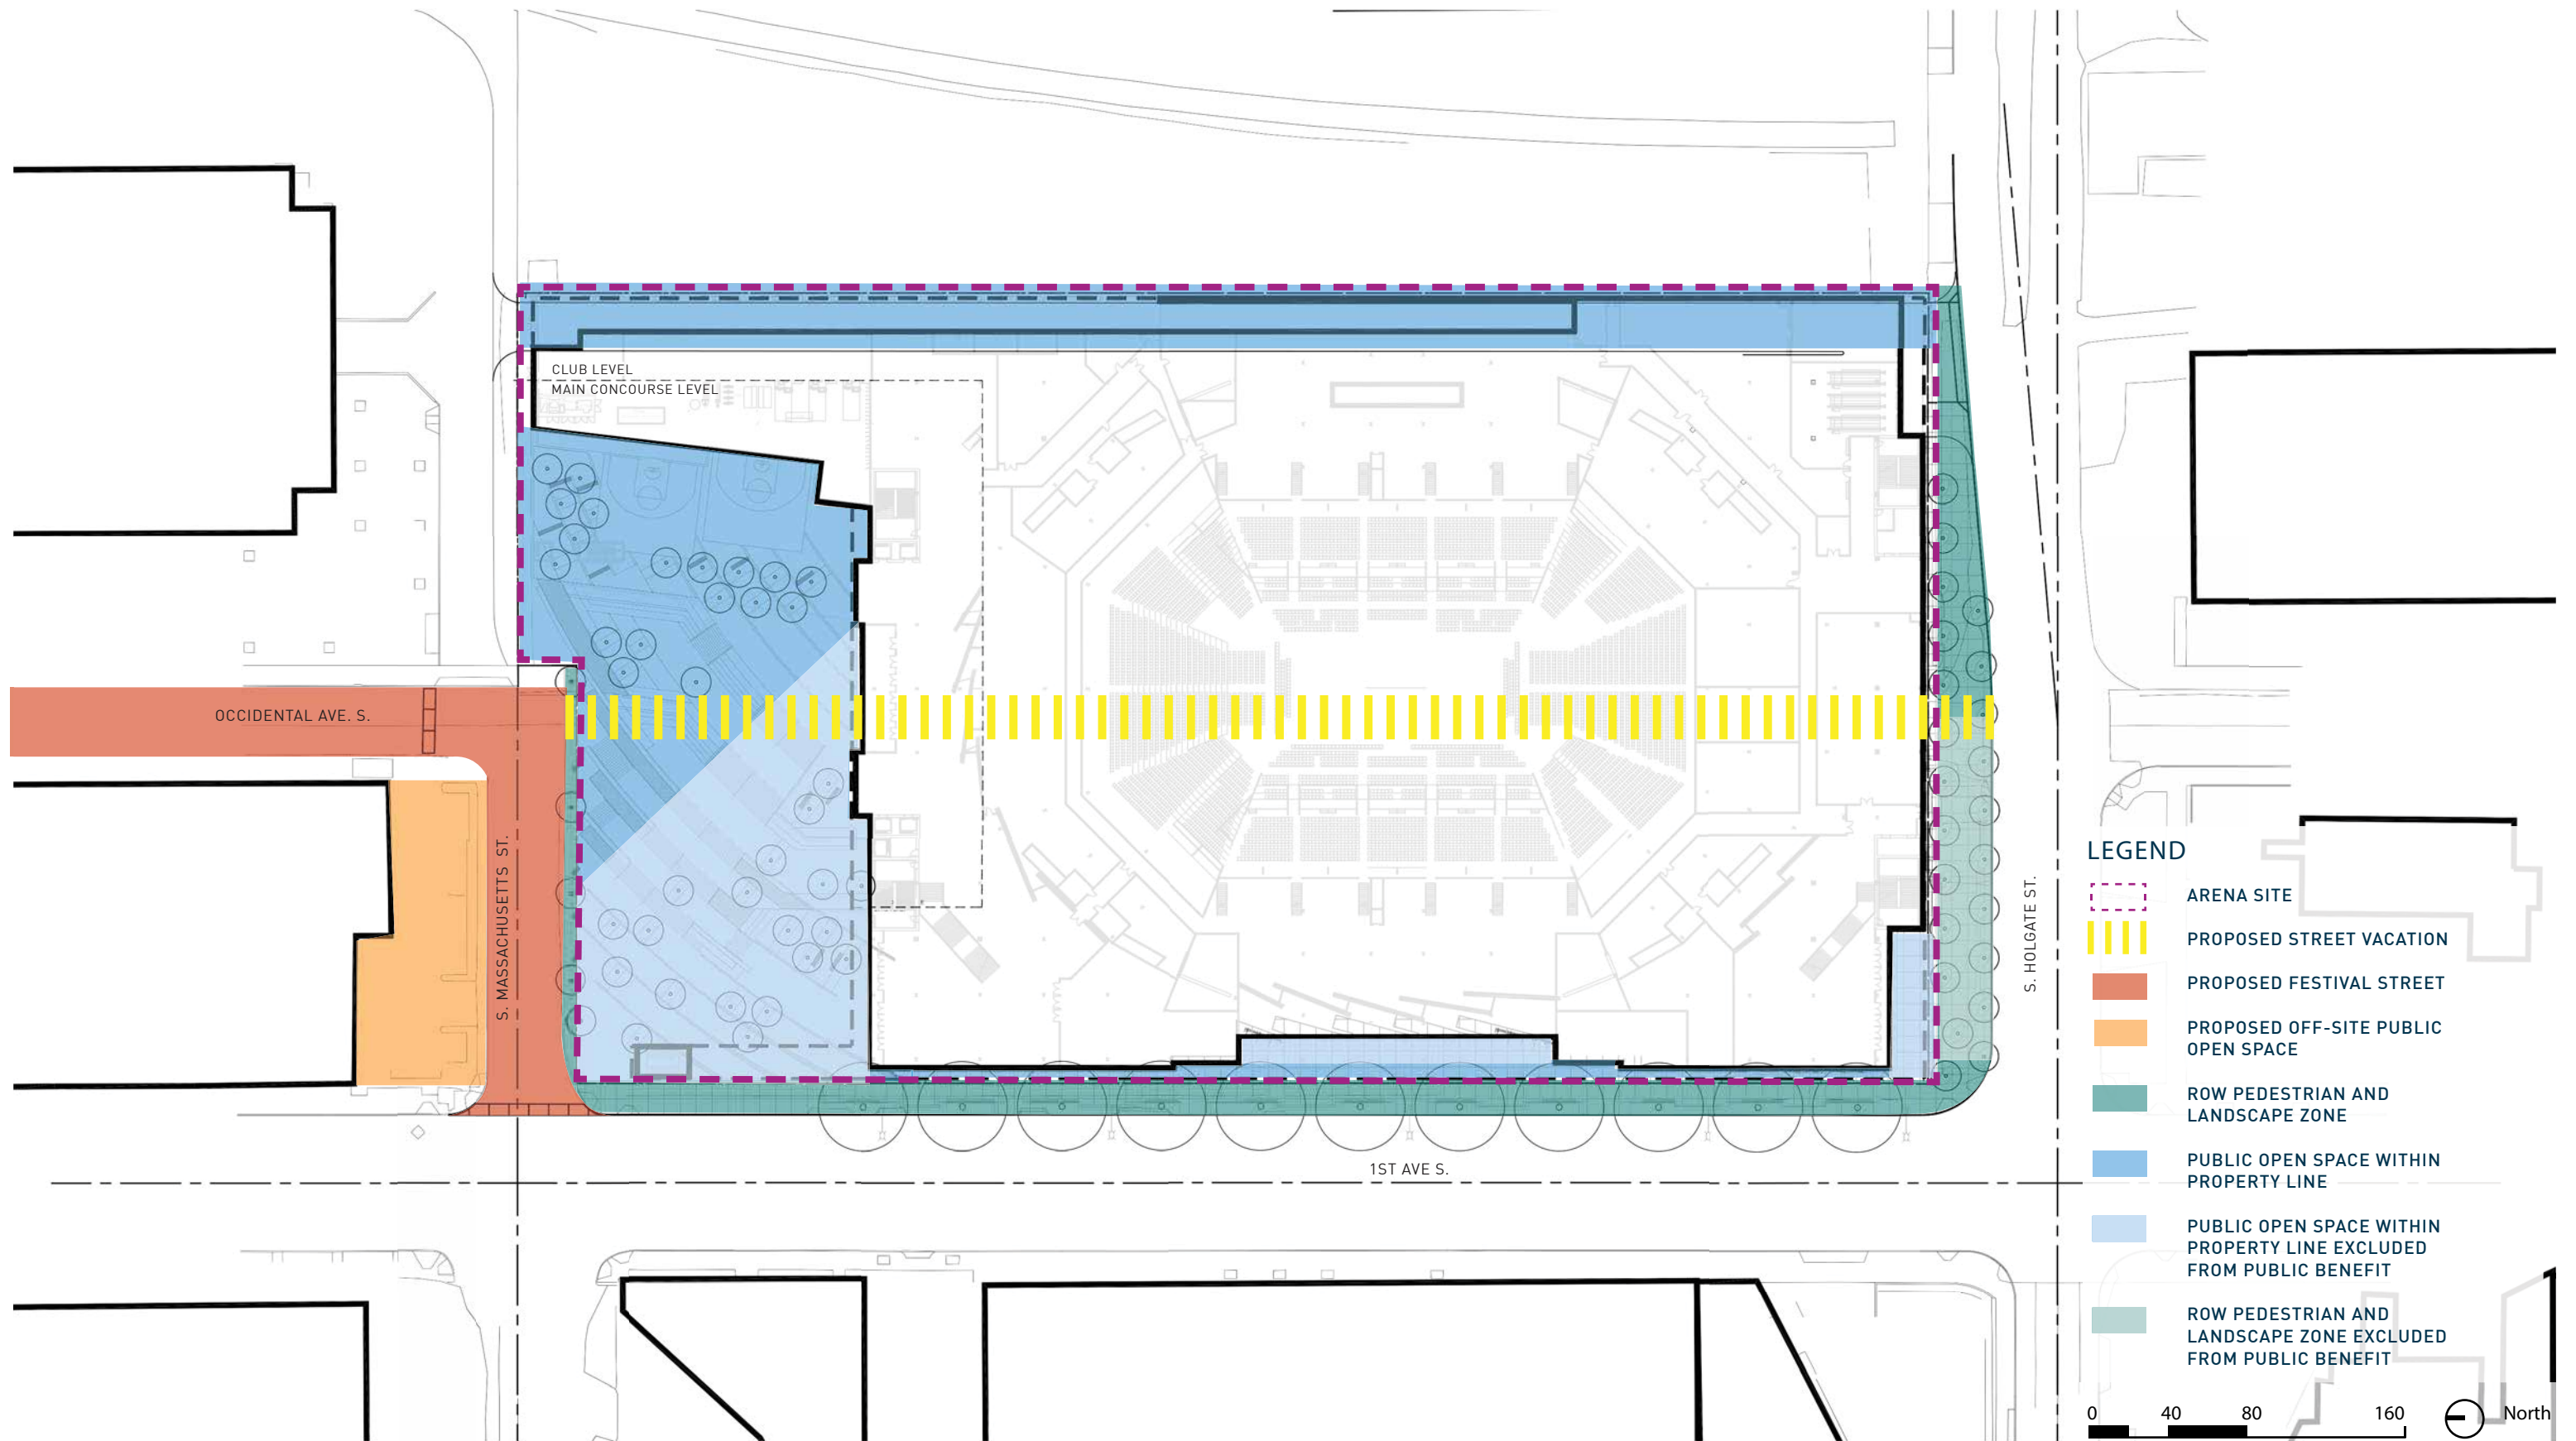 CLUB LEVEL
MAIN CONCOURSE LEVEL
OCCIDENTAL AVE. S.
S. MASSACHUSETTS ST.
S. HOLGATE ST.
1ST AVE S.
LEGEND
ARENA SITE
PROPOSED STREET VACATION
PROPOSED FESTIVAL STREET
PROPOSED OFF-SITE PUBLIC
OPEN SPACE
ROW PEDESTRIAN AND
LANDSCAPE ZONE
PUBLIC OPEN SPACE WITHIN
PROPERTY LINE
PUBLIC OPEN SPACE WITHIN
PROPERTY LINE EXCLUDED
FROM PUBLIC BENEFIT
ROW PEDESTRIAN AND
LANDSCAPE ZONE EXCLUDED
FROM PUBLIC BENEFIT
0 40 80 160 North